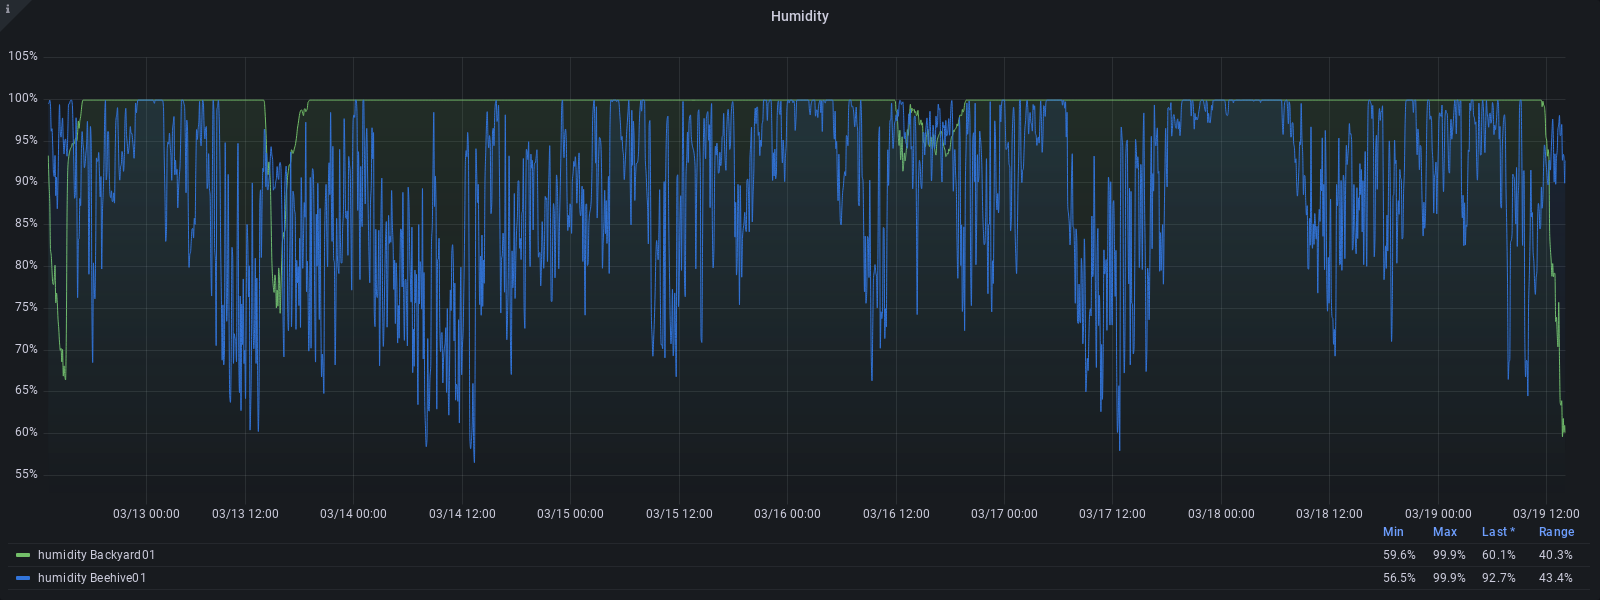 i
Humidity
105%
100%
95%
90%
85%
80%
75%
70%
65%
60%
55%
03/13 00:00 03/13 12:00 03/14 00:00 03/14 12:00 03/15 00:00 03/15 12:00 03/16 00:00 03/16 12:00 03/17 00:00 03/17 12:00 03/18 00:00 03/18 12:00 03/19 00:00 03/19 12:00
Min Max Last * Range
humidity Backyard01 59.6% 99.9% 60.1% 40.3%
humidity Beehive01 56.5% 99.9% 92.7% 43.4%